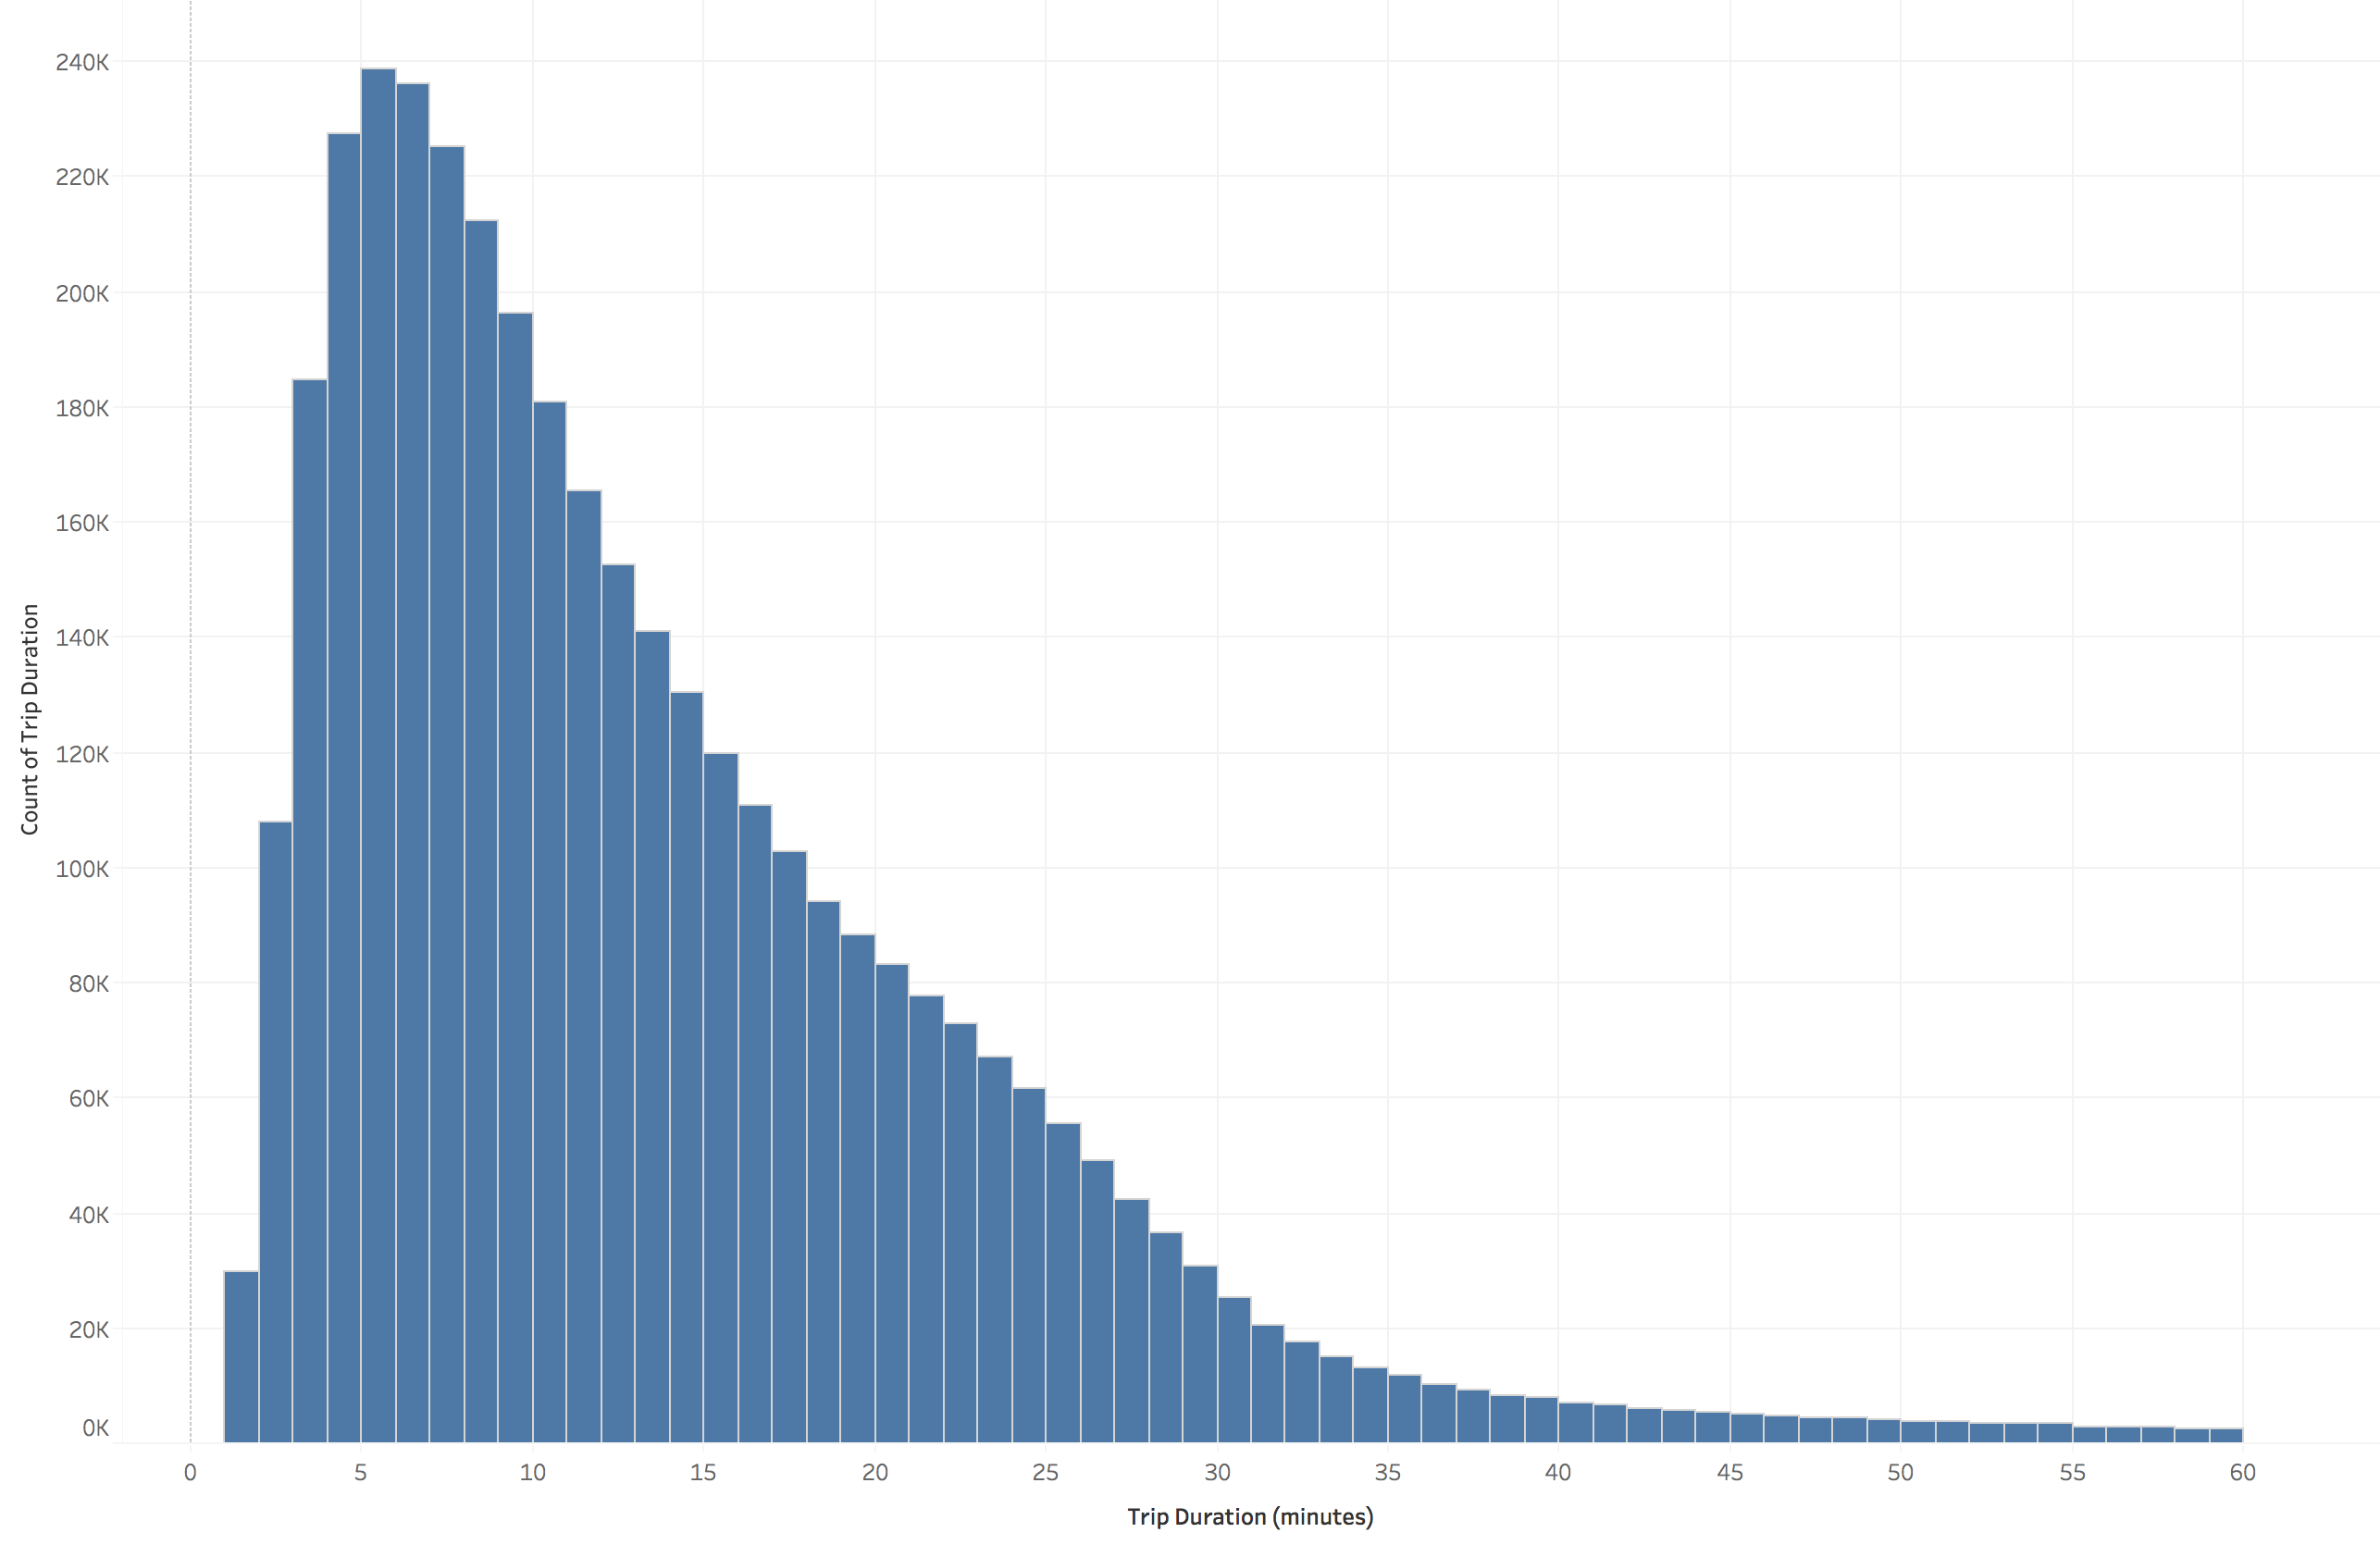 240K
220K
200K
180K
160K
140K
120K
100K
80K
60K
40K
20K
0K
Count of Trip Duration
0 5 10 15 20 25 30 35 40 45 50 55 60
Trip Duration (minutes)